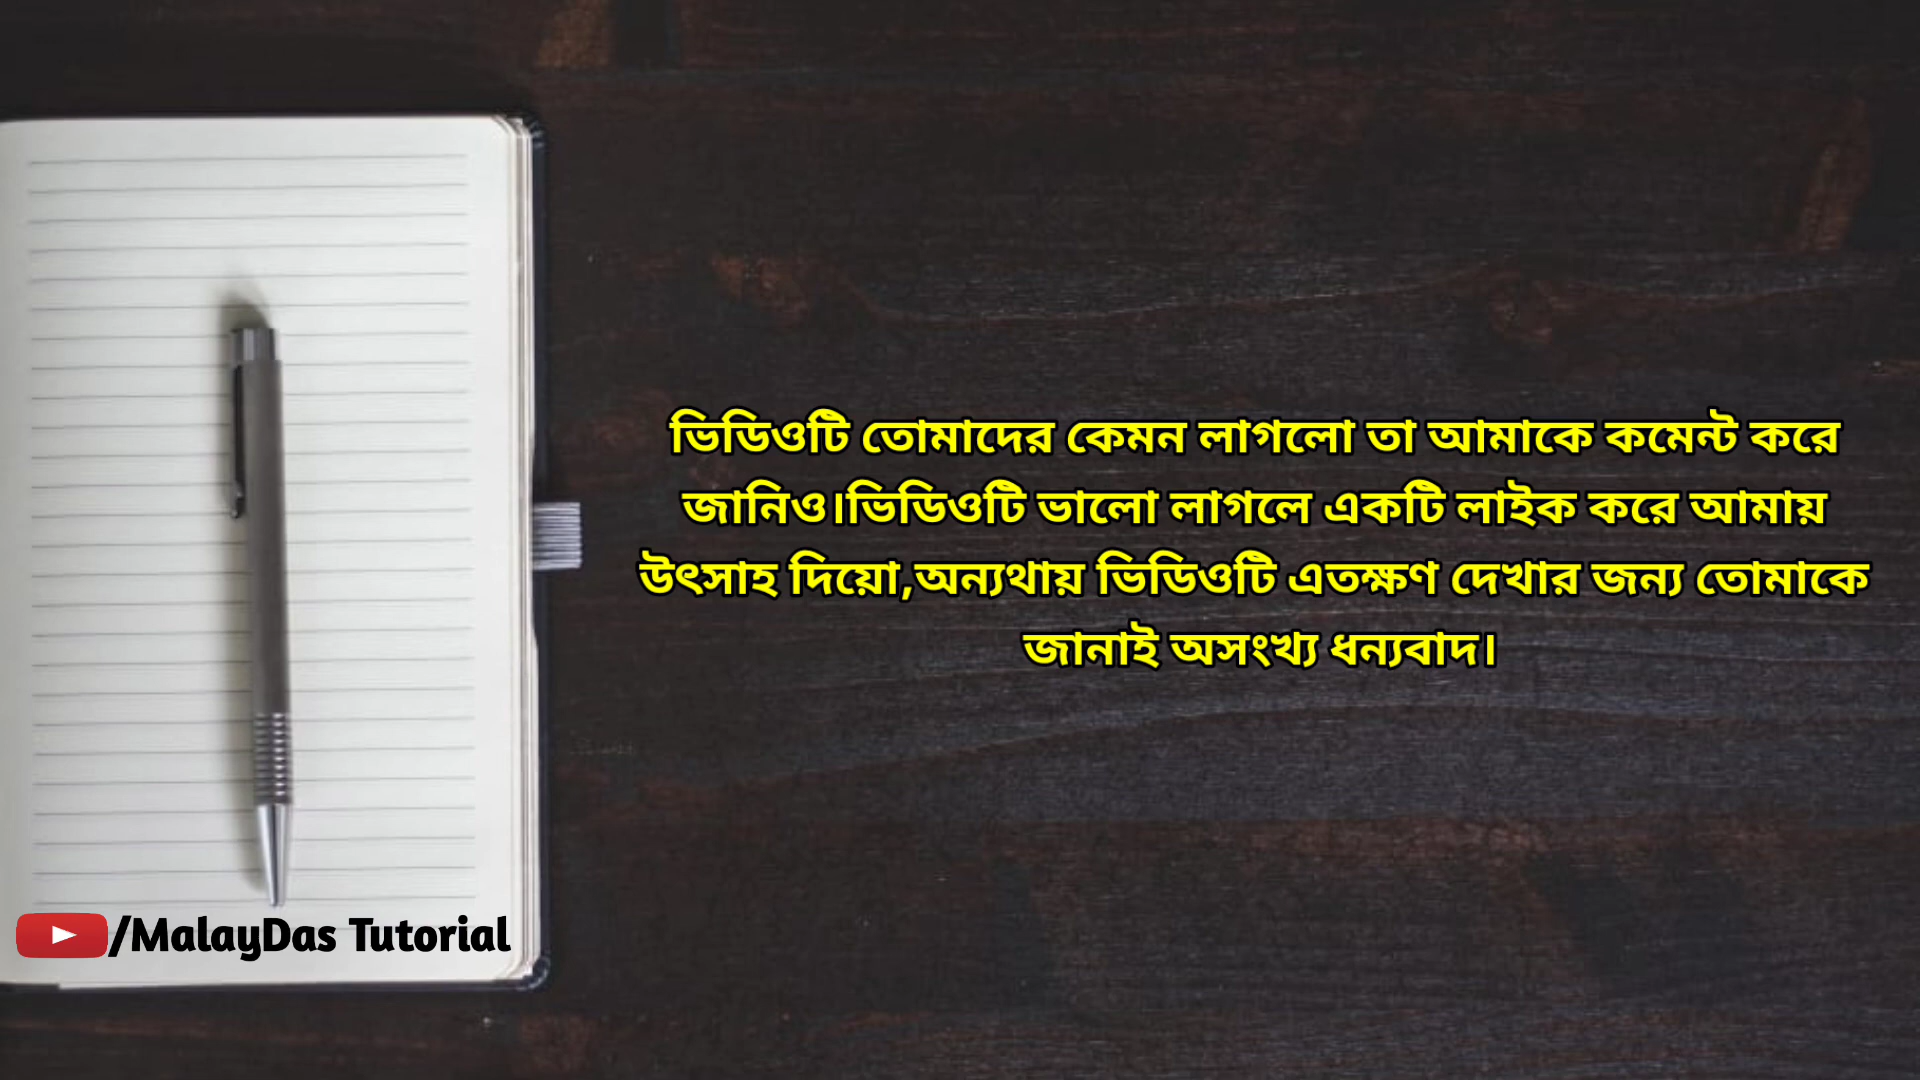 ভিডিওটি তোমাদের কেমন লাগলো তা আমাকে কমেন্ট করে
জানিও।ভিডিওটি ভালো লাগলে একটি লাইক করে আমায়
উৎসাহ দিয়ো,অন্যথায় ভিডিওটি এতক্ষণ দেখার জন্য তোমাকে
জানাই অসংখ্য ধন্যবাদ।
/MalayDas Tutorial